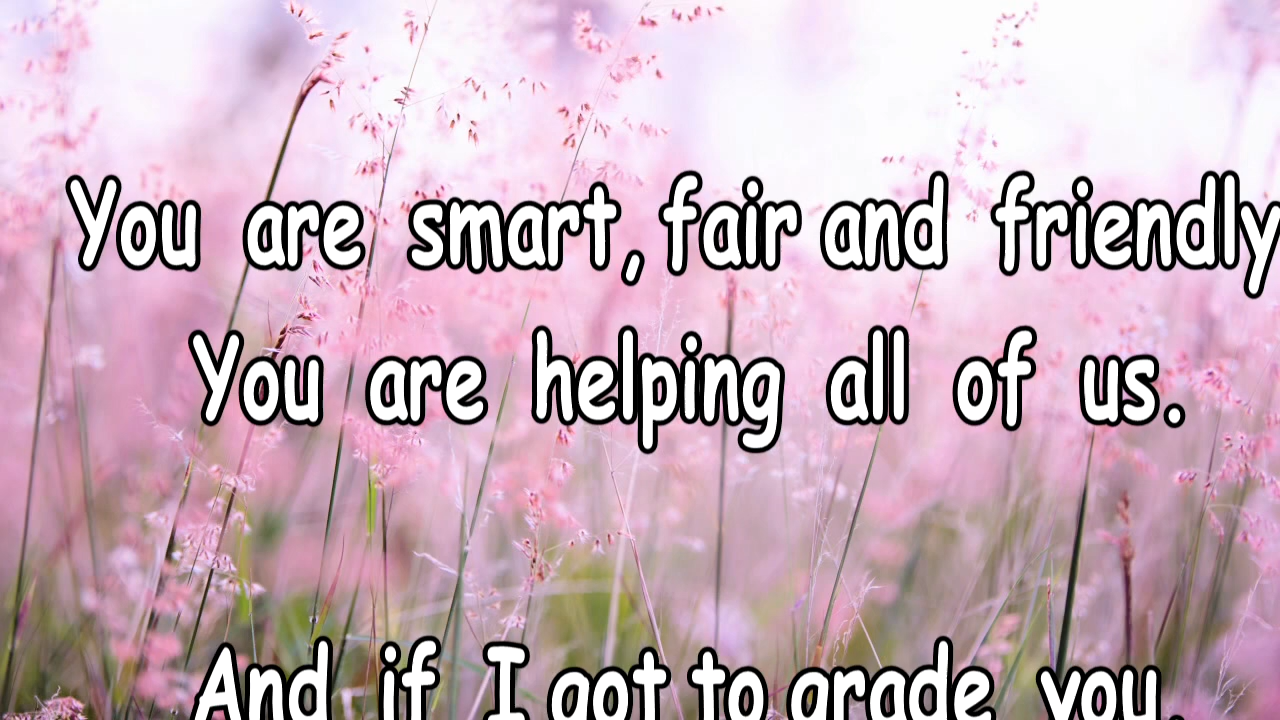 You are smart, fair and friendly
You are helping all of us.
And if I got to grade you,